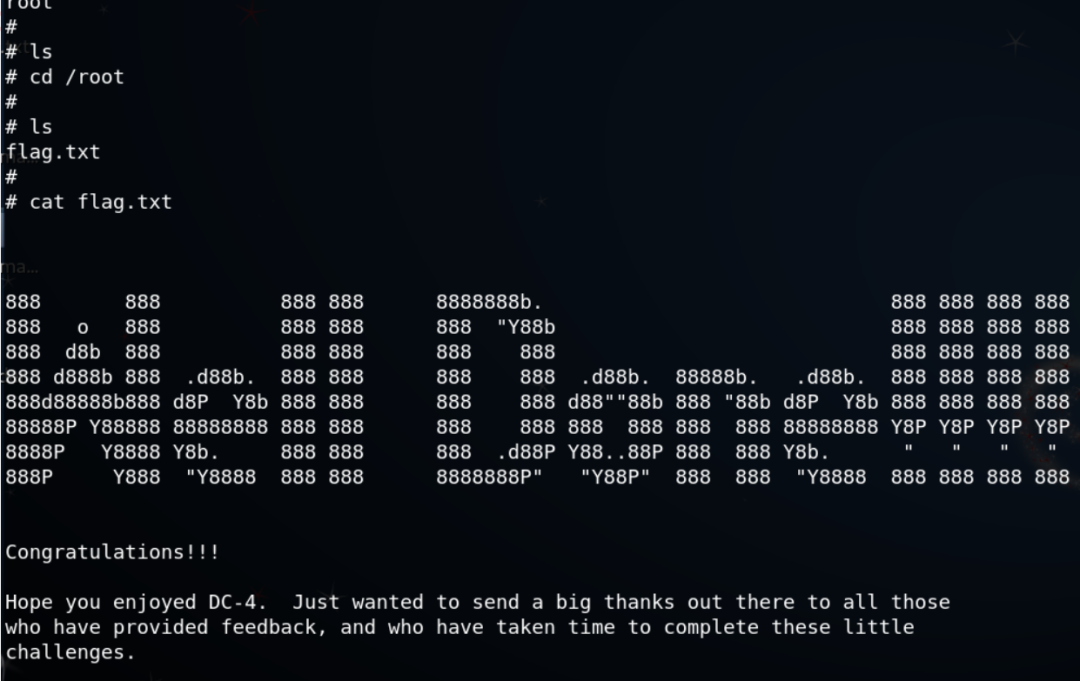 root
#
# ls
# cd /root
#
# ls
flag.txt
#
# cat flag.txt
888       888          888 888      8888888b.                             888 888 888 888
888   o   888          888 888      888  "Y88b                            888 888 888 888
888  d8b  888          888 888      888    888                            888 888 888 888
888 d888b 888  .d88b.  888 888      888    888  .d88b.  88888b.   .d88b.  888 888 888 888
888d88888b888 d8P  Y8b 888 888      888    888 d88""88b 888 "88b d8P  Y8b 888 888 888 888
88888P Y88888 88888888 888 888      888    888 888  888 888  888 88888888 Y8P Y8P Y8P Y8P
8888P   Y8888 Y8b.     888 888      888  .d88P Y88..88P 888  888 Y8b.      "   "   "   "
888P     Y888  "Y8888  888 888      8888888P"   "Y88P"  888  888  "Y8888  888 888 888 888
Congratulations!!!
Hope you enjoyed DC-4.  Just wanted to send a big thanks out there to all those
who have provided feedback, and who have taken time to complete these little
challenges.